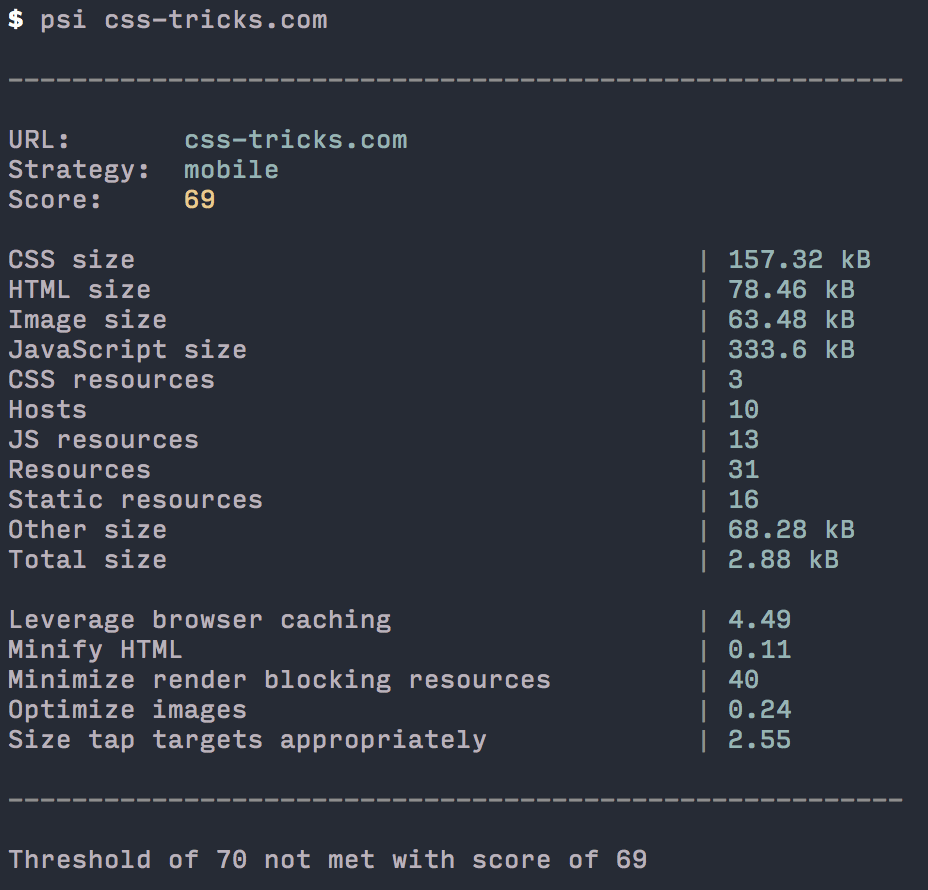 $ psi css-tricks.com
--------------------------------------------------------
URL: css-tricks.com
Strategy: mobile
Score: 69
CSS size | 157.32 kB
HTML size | 78.46 kB
Image size | 63.48 kB
JavaScript size | 333.6 kB
CSS resources | 3
Hosts | 10
JS resources | 13
Resources | 31
Static resources | 16
Other size | 68.28 kB
Total size | 2.88 kB
Leverage browser caching | 4.49
Minify HTML | 0.11
Minimize render blocking resources | 40
Optimize images | 0.24
Size tap targets appropriately | 2.55
--------------------------------------------------------
Threshold of 70 not met with score of 69